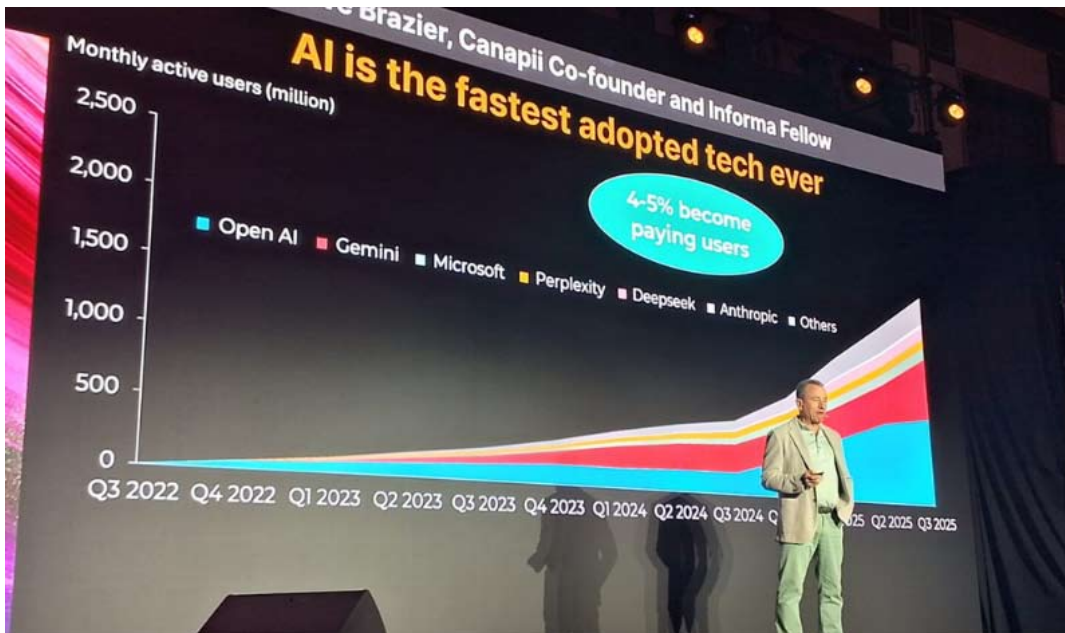 Brazier, Canapii Co-founder and Informa Fellow
AI is the fastest adopted tech ever
Monthly active users (million)
4-5% become
paying users
2,500
2,000
1,500
1,000
500
0
Open AI Gemini Microsoft Perplexity Deepseek Anthropic Others
Q3 2022 Q4 2022 Q1 2023 Q2 2023 Q3 2023 Q4 2023 Q1 2024 Q2 2024 Q3 2024 Q2 2025 Q3 2025